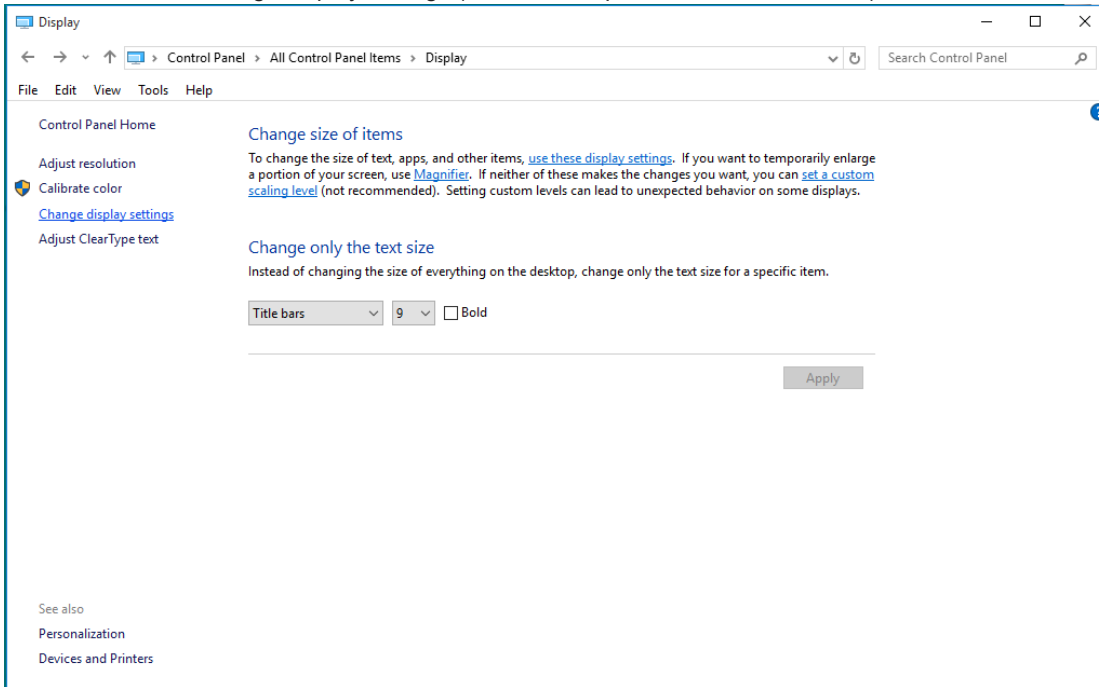 Display
Control Panel > All Control Panel Items > Display
Search Control Panel
File Edit View Tools Help
Control Panel Home
Adjust resolution
Calibrate color
Change display settings
Adjust ClearType text
Change size of items
To change the size of text, apps, and other items, use these display settings. If you want to temporarily enlarge
a portion of your screen, use Magnifier. If neither of these makes the changes you want, you can set a custom
scaling level (not recommended). Setting custom levels can lead to unexpected behavior on some displays.
Change only the text size
Instead of changing the size of everything on the desktop, change only the text size for a specific item.
Title bars 9 Bold
Apply
See also
Personalization
Devices and Printers